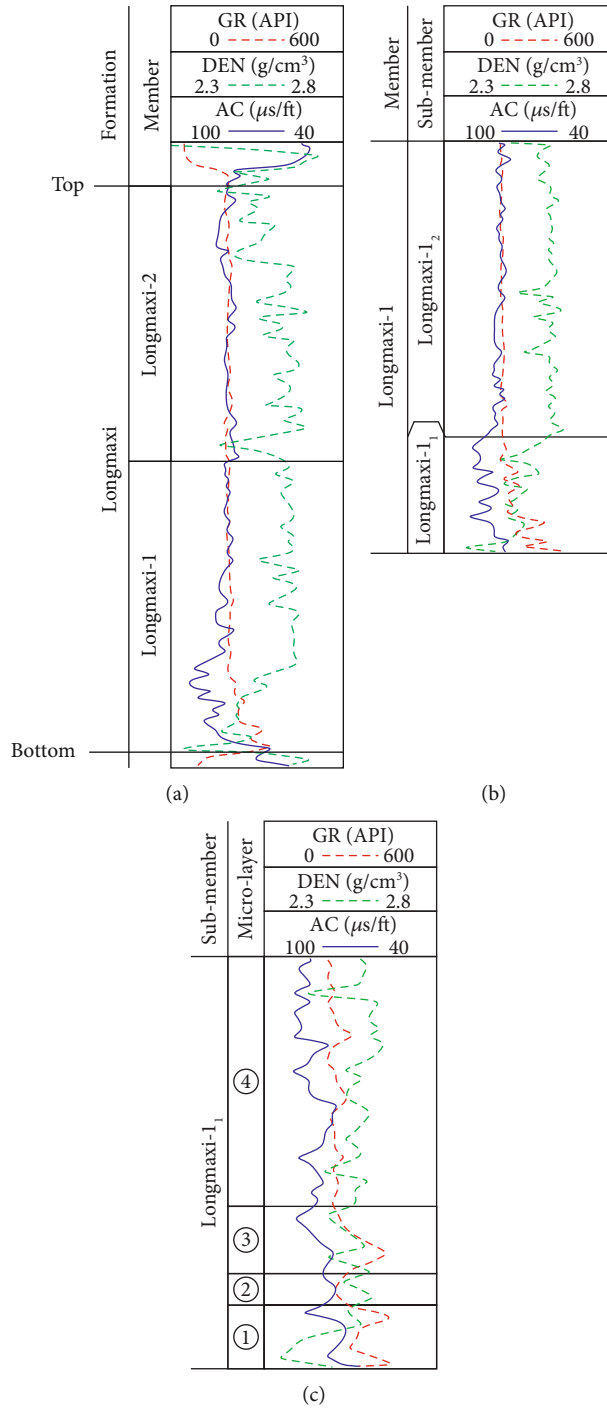 Formation
Member
GR (API)
0 600
DEN (g/cm³)
2.3 2.8
AC (μs/ft)
100 40
Top
Longmaxi
Longmaxi-2
Longmaxi-1
Bottom
(a)
Member
Sub-member
GR (API)
0 600
DEN (g/cm³)
2.3 2.8
AC (μs/ft)
100 40
Longmaxi-1
Longmaxi-1₂
Longmaxi-1₁
(b)
Sub-member
Micro-layer
GR (API)
0 600
DEN (g/cm³)
2.3 2.8
AC (μs/ft)
100 40
Longmaxi-1₁
④
③
②
①
(c)